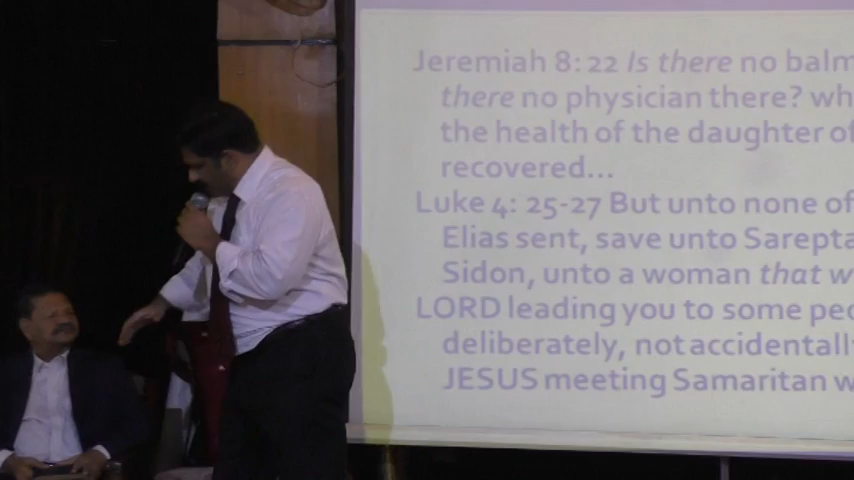 Jeremiah 8:22 Is there no balm
there no physician there? wh
the health of the daughter of
recovered...
Luke 4: 25-27 But unto none of
Elias sent, save unto Sarepta
Sidon, unto a woman that w
LORD leading you to some peo
deliberately, not accidentall
JESUS meeting Samaritan w